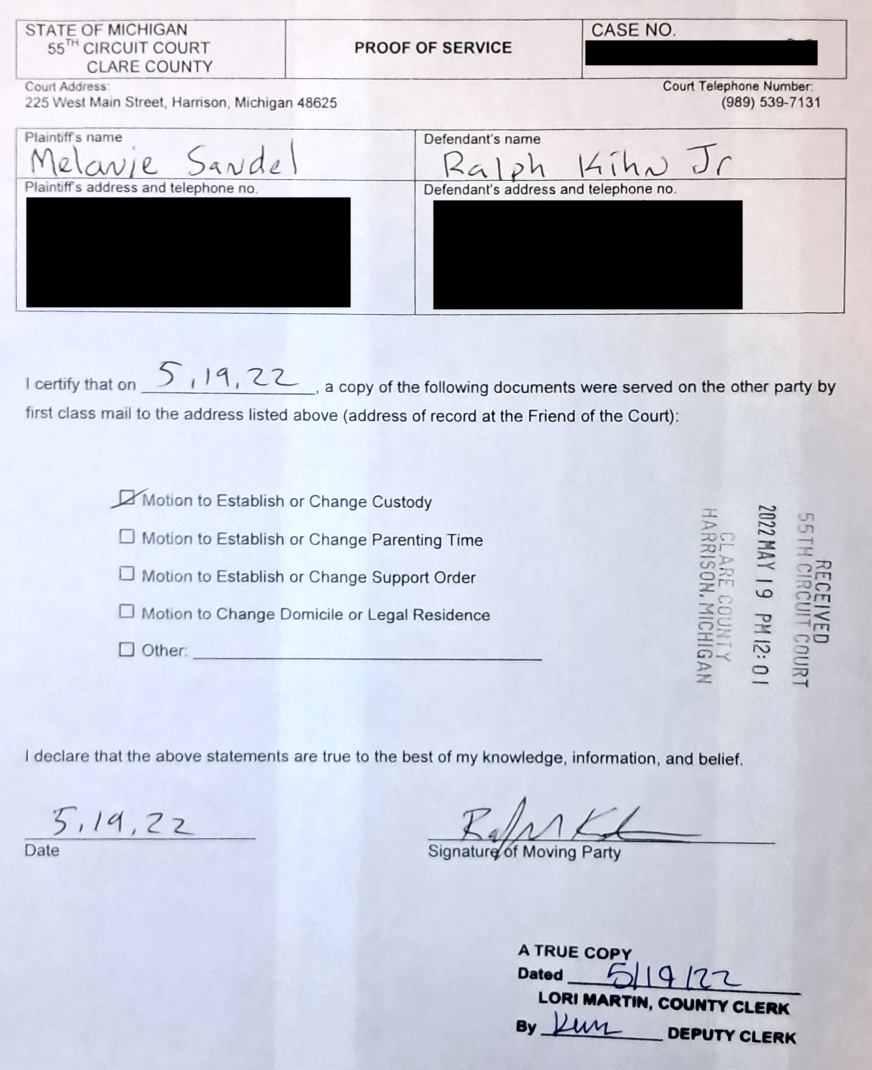 STATE OF MICHIGAN
55TH CIRCUIT COURT
CLARE COUNTY
PROOF OF SERVICE
CASE NO.
Court Address:
225 West Main Street, Harrison, Michigan 48625
Court Telephone Number:
(989) 539-7131
Plaintiff's name
Melanie Sandel
Defendant's name
Ralph Kihn Jr
Plaintiff's address and telephone no.
Defendant's address and telephone no.
I certify that on 5,19,22, a copy of the following documents were served on the other party by
first class mail to the address listed above (address of record at the Friend of the Court):
Motion to Establish or Change Custody
Motion to Establish or Change Parenting Time
Motion to Establish or Change Support Order
Motion to Change Domicile or Legal Residence
Other:
RECEIVED
55TH CIRCUIT COURT
2022 MAY 19 PM 12:01
CLARE COUNTY
HARRISON, MICHIGAN
I declare that the above statements are true to the best of my knowledge, information, and belief.
5,19,22
Date
Signature of Moving Party
A TRUE COPY
Dated 5/19/22
LORI MARTIN, COUNTY CLERK
By DEPUTY CLERK